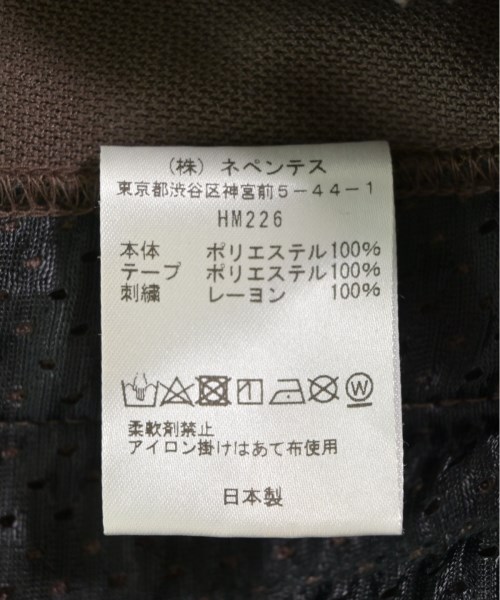 （株）ネペンテス
東京都渋谷区神宮前５－４４－１
HM226
本体　ポリエステル100%
テープ　ポリエステル100%
刺繍　レーヨン　100%
W
柔軟剤禁止
アイロン掛けはあて布使用
日本製